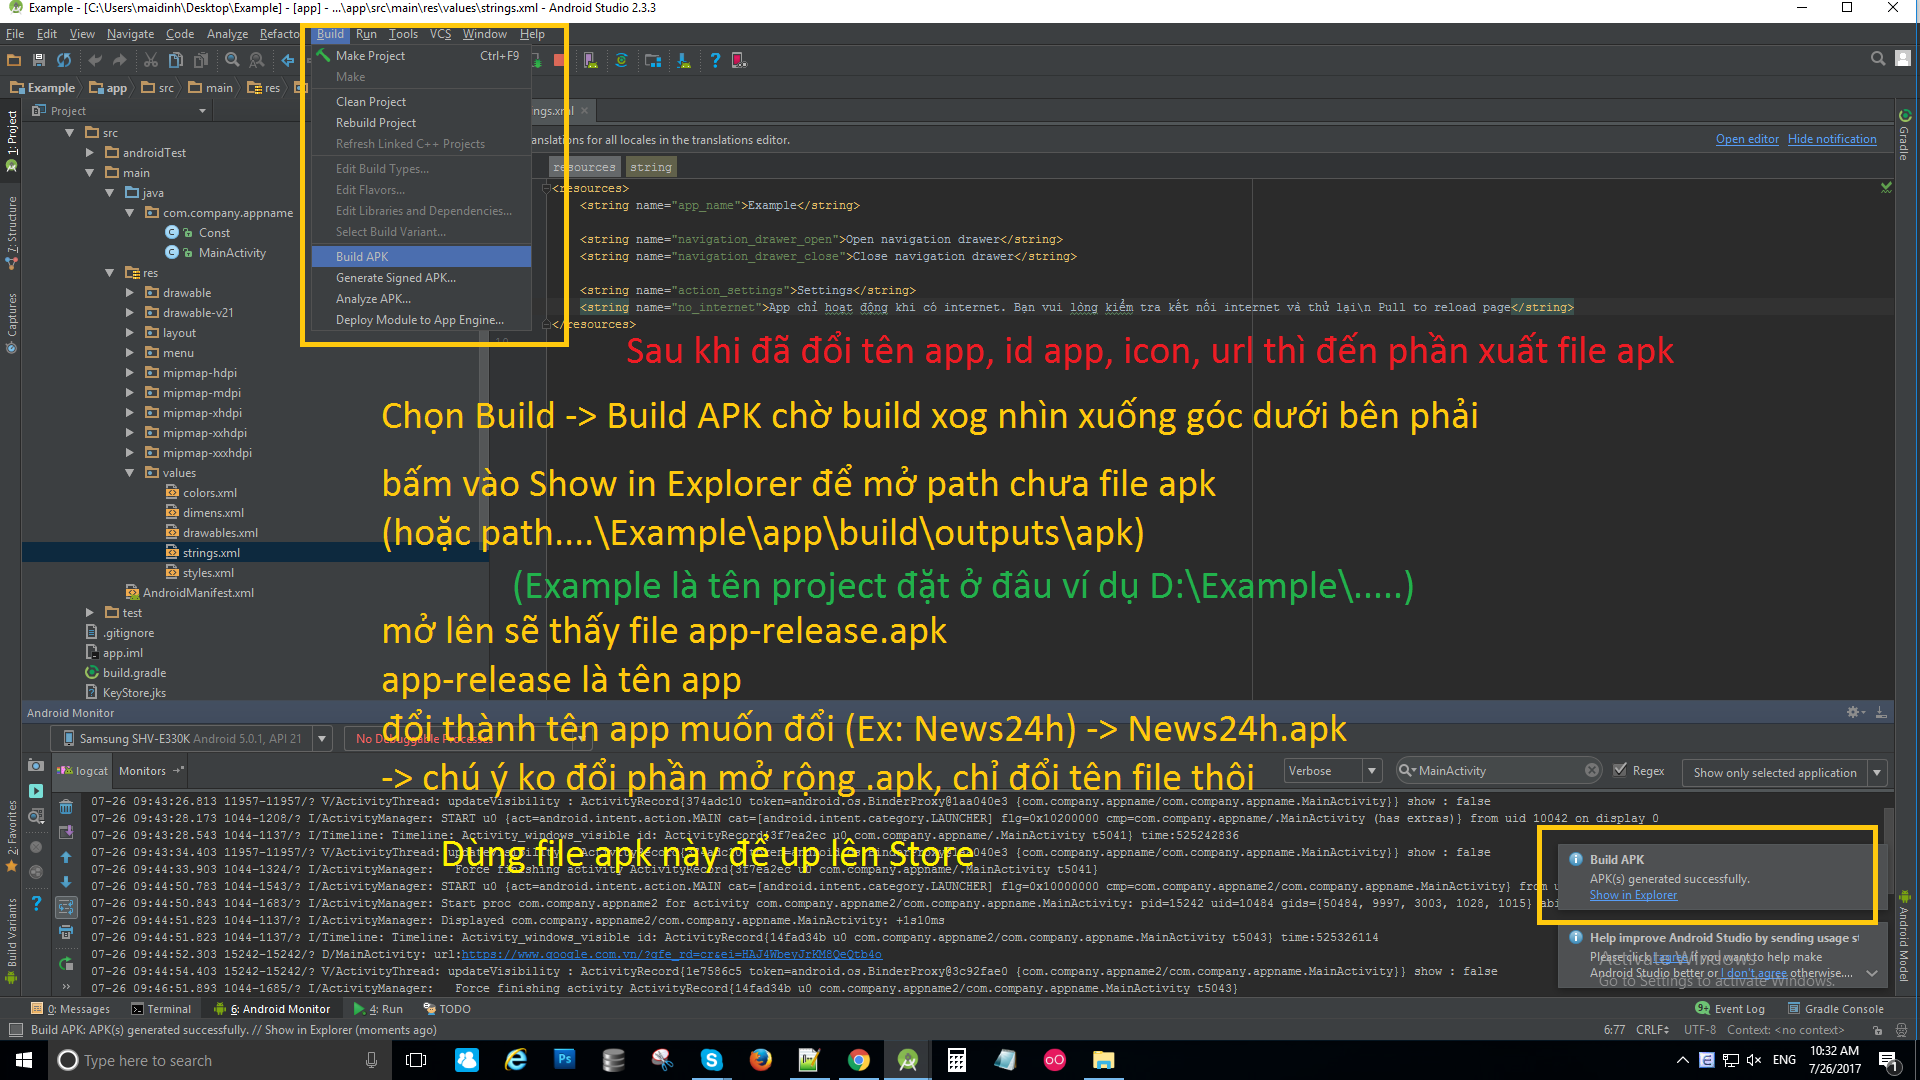 Example - [C:\Users\maidinh\Desktop\Example] - [app] - ...\app\src\main\res\values\strings.xml - Android Studio 2.3.3
File Edit View Navigate Code Analyze Refacto Build Run Tools VCS Window Help
Make Project Ctrl+F9
Make
Clean Project
Rebuild Project
Refresh Linked C++ Projects
Edit Build Types...
Edit Flavors...
Edit Libraries and Dependencies...
Select Build Variant...
Build APK
Generate Signed APK...
Analyze APK...
Deploy Module to App Engine...
Example app src main res
Project
src
androidTest
main
java
com.company.appname
Const
MainActivity
res
drawable
drawable-v21
layout
menu
mipmap-hdpi
mipmap-mdpi
mipmap-xhdpi
mipmap-xxhdpi
mipmap-xxxhdpi
values
colors.xml
dimens.xml
drawables.xml
strings.xml
styles.xml
AndroidManifest.xml
test
.gitignore
app.iml
build.gradle
KeyStore.jks
1: Project
7: Structure
Captures
2: Favorites
Build Variants
Gradle
Android Model
ngs.xml
anslations for all locales in the translations editor.
Open editor Hide notification
resources string
<resources>
<string name="app_name">Example</string>
<string name="navigation_drawer_open">Open navigation drawer</string>
<string name="navigation_drawer_close">Close navigation drawer</string>
<string name="action_settings">Settings</string>
<string name="no_internet">App chỉ hoạt động khi có internet. Bạn vui lòng kiểm tra kết nối internet và thử lại\n Pull to reload page</string>
</resources>
Sau khi đã đổi tên app, id app, icon, url thì đến phần xuất file apk
Chọn Build -> Build APK chờ build xog nhìn xuống góc dưới bên phải
bấm vào Show in Explorer để mở path chưa file apk
(hoặc path....\Example\app\build\outputs\apk)
(Example là tên project đặt ở đâu ví dụ D:\Example\.....)
mở lên sẽ thấy file app-release.apk
app-release là tên app
đổi thành tên app muốn đổi (Ex: News24h) -> News24h.apk
-> chú ý ko đổi phần mở rộng .apk, chỉ đổi tên file thôi
Dùng file apk này để up lên Store
Android Monitor
Samsung SHV-E330K Android 5.0.1, API 21
No Debuggable Processes
logcat Monitors
Verbose MainActivity Regex Show only selected application
07-26 09:43:26.813 11957-11957/? V/ActivityThread: updateVisibility : ActivityRecord{374adc10 token=android.os.BinderProxy@1aa040e3 {com.company.appname/com.company.appname.MainActivity}} show : false
07-26 09:43:28.173 1044-1208/? I/ActivityManager: START u0 {act=android.intent.action.MAIN cat=[android.intent.category.LAUNCHER] flg=0x10200000 cmp=com.company.appname/.MainActivity (has extras)} from uid 10042 on display 0
07-26 09:43:28.543 1044-1137/? I/Timeline: Timeline: Activity_windows_visible id: ActivityRecord{3f7ea2ec u0 com.company.appname/.MainActivity t5041} time:525242836
07-26 09:43:34.403 11957-11957/? V/ActivityThread: show : false
07-26 09:44:33.903 1044-1324/? I/ActivityManager: Force finishing activity ActivityRecord{3f7ea2ec u0 com.company.appname/.MainActivity t5041}
07-26 09:44:50.783 1044-1543/? I/ActivityManager: START u0 {act=android.intent.action.MAIN cat=[android.intent.category.LAUNCHER] flg=0x10000000 cmp=com.company.appname2/com.company.appname.MainActivity} from u
07-26 09:44:50.843 1044-1683/? I/ActivityManager: Start proc com.company.appname2 for activity com.company.appname2/com.company.appname.MainActivity: pid=15242 uid=10484 gids={50484, 9997, 3003, 1028, 1015} abi
07-26 09:44:51.823 1044-1137/? I/ActivityManager: Displayed com.company.appname2/com.company.appname.MainActivity: +1s10ms
07-26 09:44:51.823 1044-1137/? I/Timeline: Timeline: Activity_windows_visible id: ActivityRecord{14fad34b u0 com.company.appname2/com.company.appname.MainActivity t5043} time:525326114
07-26 09:44:52.303 15242-15242/? D/MainActivity: url:https://www.google.com.vn/?gfe_rd=cr&ei=HAJ4WbeyJrKM8QeQtb4o
07-26 09:44:54.403 15242-15242/? V/ActivityThread: updateVisibility : ActivityRecord{1e7586c5 token=android.os.BinderProxy@3c92fae0 {com.company.appname2/com.company.appname.MainActivity}} show : false
07-26 09:46:51.893 1044-1685/? I/ActivityManager: Force finishing activity ActivityRecord{14fad34b u0 com.company.appname2/com.company.appname.MainActivity t5043}
Build APK
APK(s) generated successfully.
Show in Explorer
Help improve Android Studio by sending usage st
Please click I agree if you want to help make
Android Studio better or I don't agree otherwise....
Activate Windows
Go to Settings to activate Windows.
0: Messages Terminal 6: Android Monitor 4: Run TODO
Event Log Gradle Console
Build APK: APK(s) generated successfully. // Show in Explorer (moments ago)
6:77 CRLF UTF-8 Context: <no context>
Type here to search
ENG
10:32 AM
7/26/2017